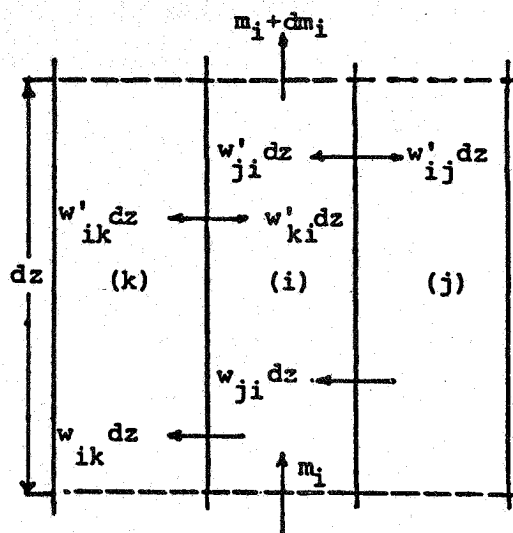 m_i+dm_i
w'_ji dz w'_ij dz
w'_ik dz w'_ki dz
dz (k) (i) (j)
w_ji dz
w_ik dz
m_i